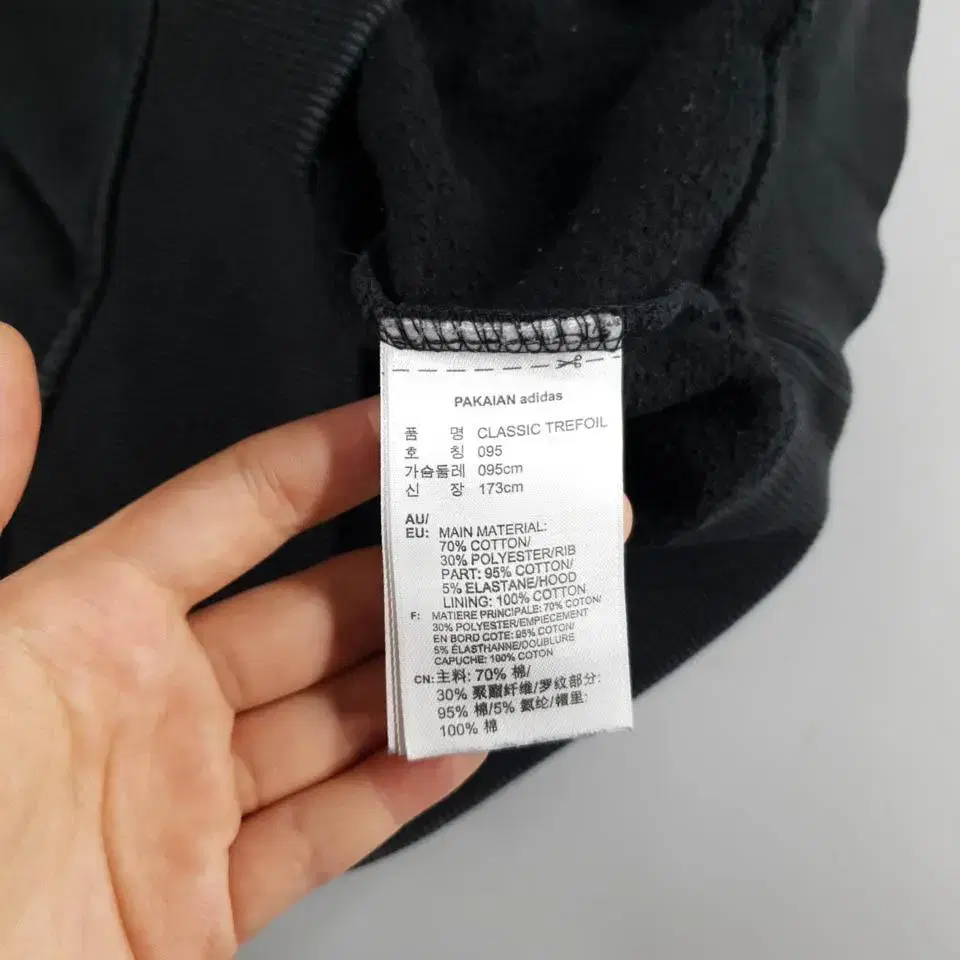 PAKAIAN adidas
품 명 CLASSIC TREFOIL
호 칭 095
가슴둘레 095cm
신 장 173cm
AU/
EU: MAIN MATERIAL:
70% COTTON/
30% POLYESTER/RIB
PART: 95% COTTON/
5% ELASTANE/HOOD
LINING: 100% COTTON
F: MATIERE PRINCIPALE: 70% COTON/
30% POLYESTER/EMPIECEMENT
EN BORD COTE: 95% COTON/
5% ÉLASTHANNE/DOUBLURE
CAPUCHE: 100% COTON
CN: 主料: 70% 棉/
30% 聚酯纤维/罗纹部分:
95% 棉/5% 氨纶/帽里:
100% 棉